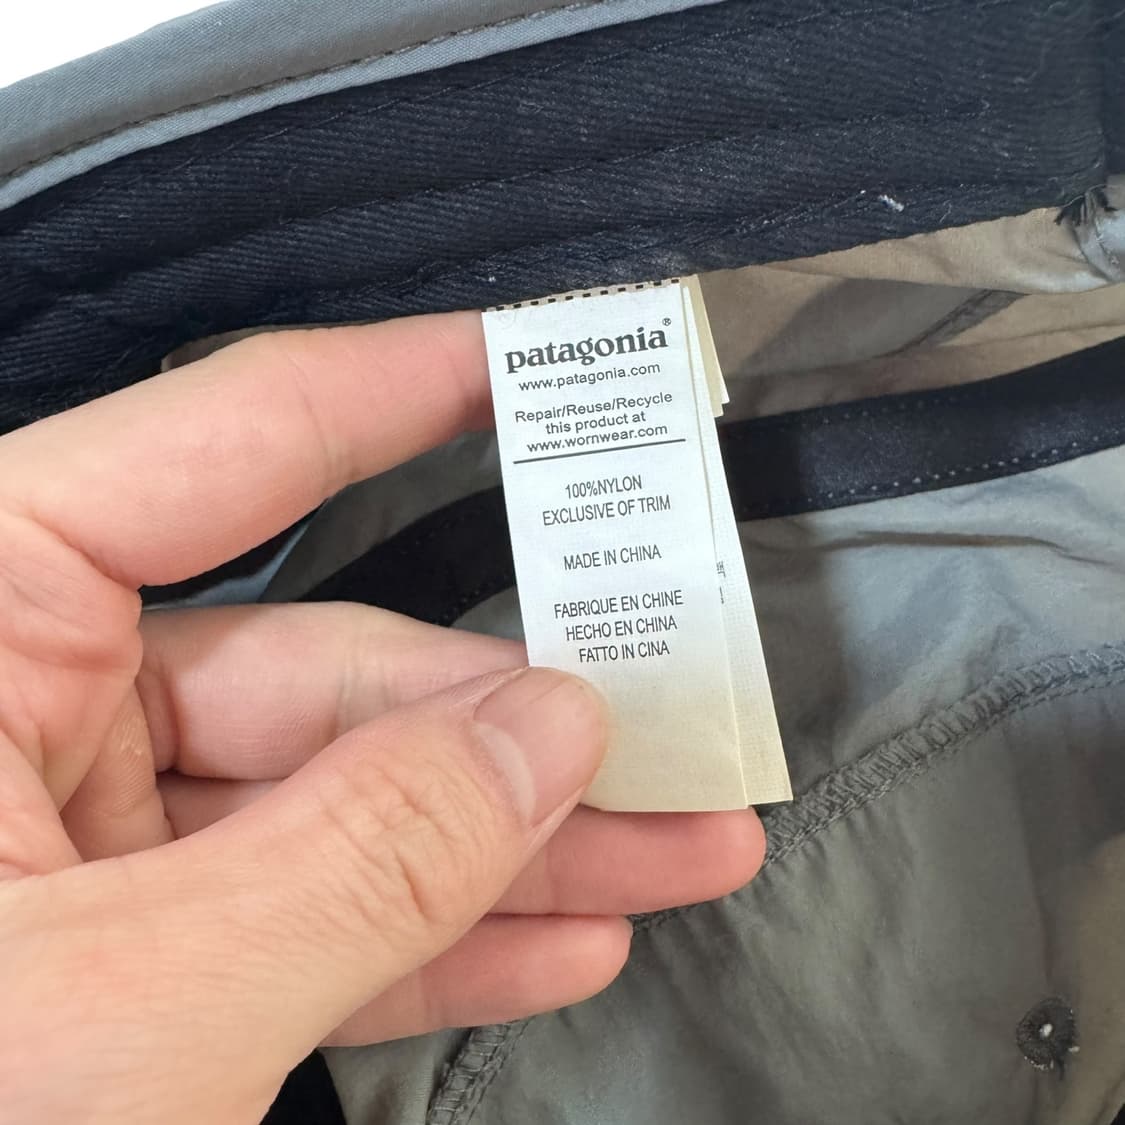 patagonia®
www.patagonia.com
Repair/Reuse/Recycle
this product at
www.wornwear.com
100%NYLON
EXCLUSIVE OF TRIM
MADE IN CHINA
FABRIQUE EN CHINE
HECHO EN CHINA
FATTO IN CINA